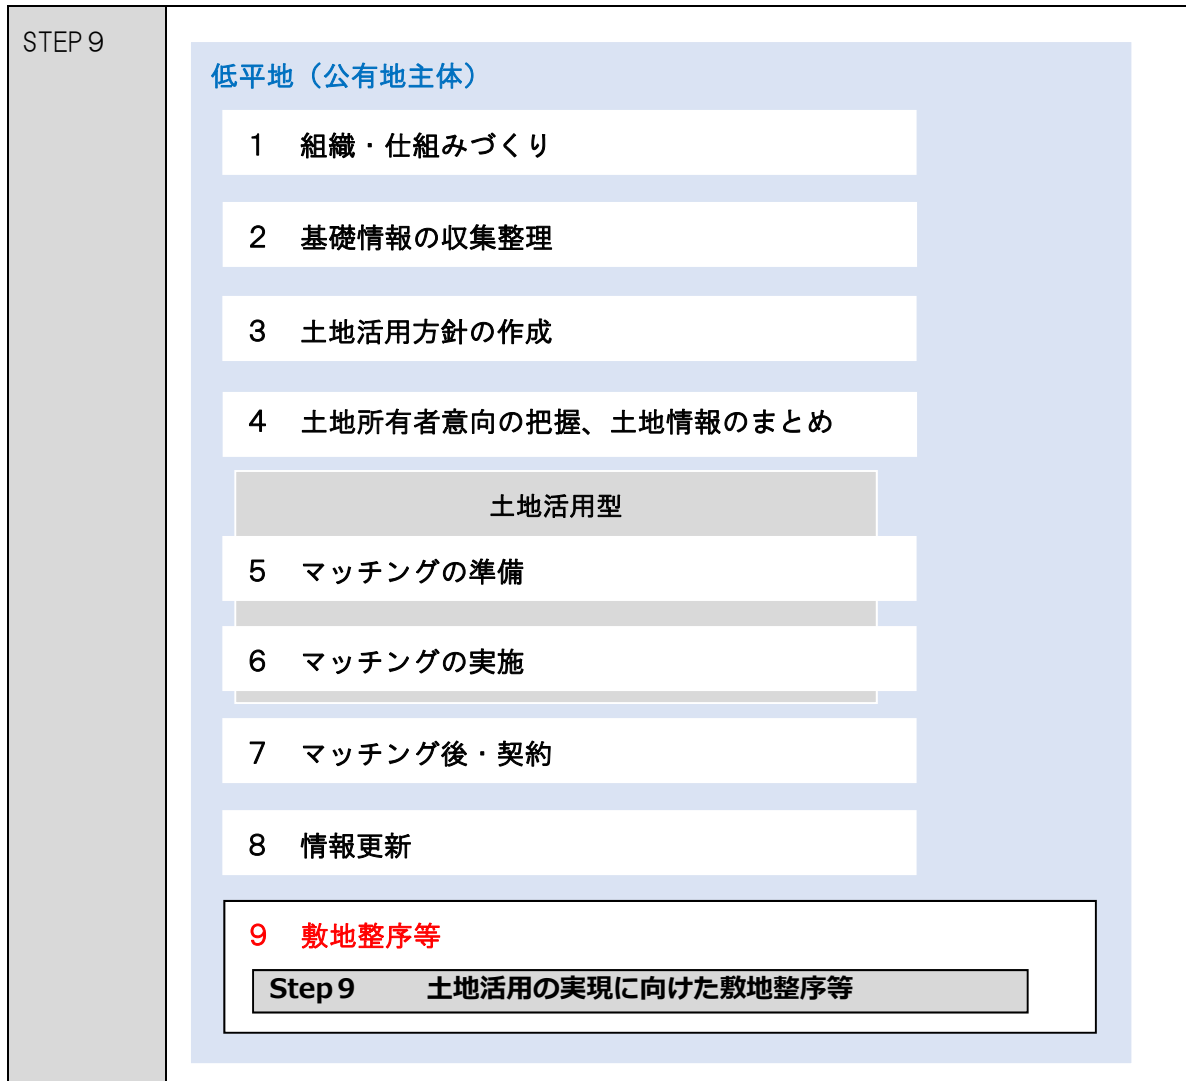 STEP９
低平地（公有地主体）
１　組織・仕組みづくり
２　基礎情報の収集整理
３　土地活用方針の作成
４　土地所有者意向の把握、土地情報のまとめ
土地活用型
５　マッチングの準備
６　マッチングの実施
７　マッチング後・契約
８　情報更新
９　敷地整序等
Step９　　土地活用の実現に向けた敷地整序等